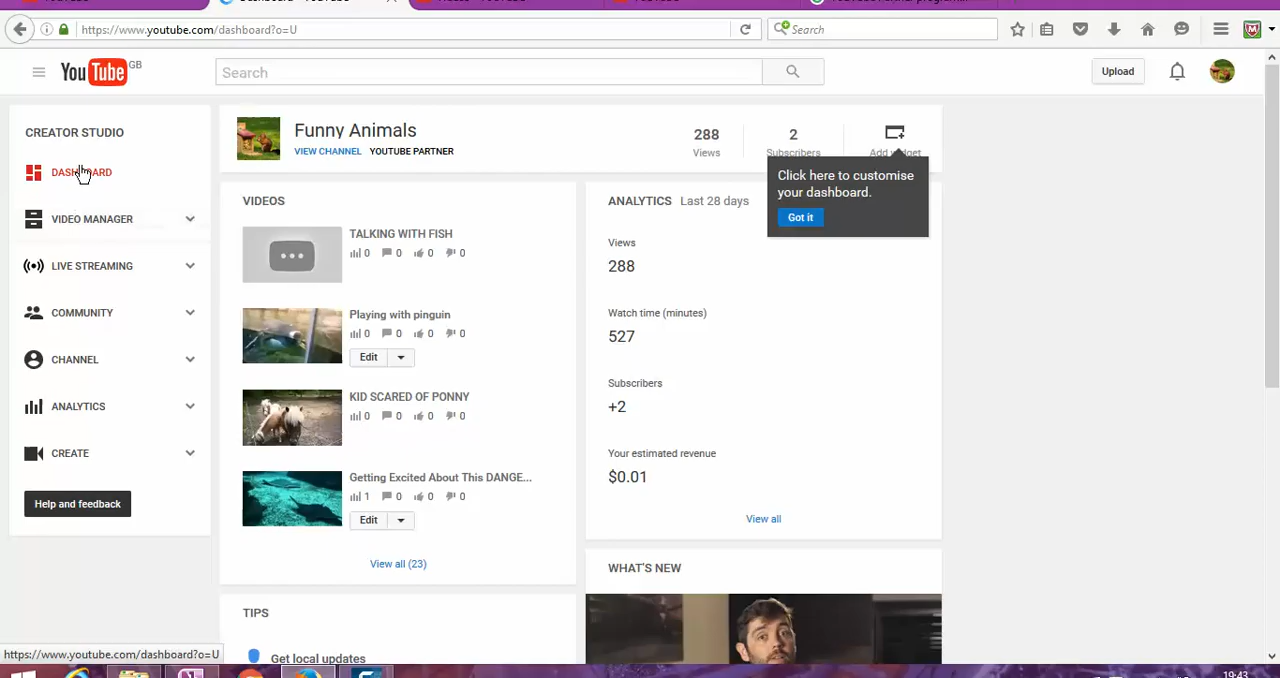 https://www.youtube.com/dashboard?o=U
Search
YouTube GB
Search
Upload
CREATOR STUDIO
DASHBOARD
VIDEO MANAGER
LIVE STREAMING
COMMUNITY
CHANNEL
ANALYTICS
CREATE
Help and feedback
Funny Animals
VIEW CHANNEL YOUTUBE PARTNER
288
Views
2
Subscribers
Add widget
Click here to customise
your dashboard.
Got it
VIDEOS
TALKING WITH FISH
0 0 0 0
Playing with pinguin
0 0 0 0
Edit
KID SCARED OF PONNY
0 0 0 0
Getting Excited About This DANGE...
1 0 0 0
Edit
View all (23)
TIPS
Get local updates
ANALYTICS Last 28 days
Views
288
Watch time (minutes)
527
Subscribers
+2
Your estimated revenue
$0.01
View all
WHAT'S NEW
https://www.youtube.com/dashboard?o=U
19:43